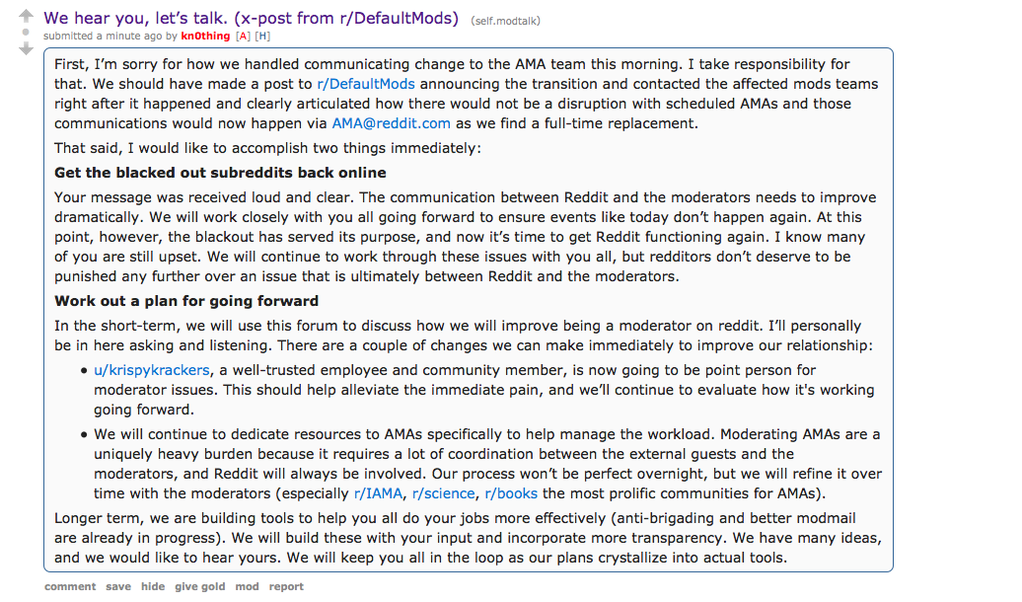 We hear you, let’s talk. (x-post from r/DefaultMods) (self.modtalk)
submitted a minute ago by kn0thing [A] [H]
First, I’m sorry for how we handled communicating change to the AMA team this morning. I take responsibility for
that. We should have made a post to r/DefaultMods announcing the transition and contacted the affected mods teams
right after it happened and clearly articulated how there would not be a disruption with scheduled AMAs and those
communications would now happen via AMA@reddit.com as we find a full-time replacement.
That said, I would like to accomplish two things immediately:
Get the blacked out subreddits back online
Your message was received loud and clear. The communication between Reddit and the moderators needs to improve
dramatically. We will work closely with you all going forward to ensure events like today don’t happen again. At this
point, however, the blackout has served its purpose, and now it’s time to get Reddit functioning again. I know many
of you are still upset. We will continue to work through these issues with you all, but redditors don’t deserve to be
punished any further over an issue that is ultimately between Reddit and the moderators.
Work out a plan for going forward
In the short-term, we will use this forum to discuss how we will improve being a moderator on reddit. I’ll personally
be in here asking and listening. There are a couple of changes we can make immediately to improve our relationship:
• u/krispykrackers, a well-trusted employee and community member, is now going to be point person for
moderator issues. This should help alleviate the immediate pain, and we’ll continue to evaluate how it's working
going forward.
• We will continue to dedicate resources to AMAs specifically to help manage the workload. Moderating AMAs are a
uniquely heavy burden because it requires a lot of coordination between the external guests and the
moderators, and Reddit will always be involved. Our process won’t be perfect overnight, but we will refine it over
time with the moderators (especially r/IAMA, r/science, r/books the most prolific communities for AMAs).
Longer term, we are building tools to help you all do your jobs more effectively (anti-brigading and better modmail
are already in progress). We will build these with your input and incorporate more transparency. We have many ideas,
and we would like to hear yours. We will keep you all in the loop as our plans crystallize into actual tools.
comment save hide give gold mod report